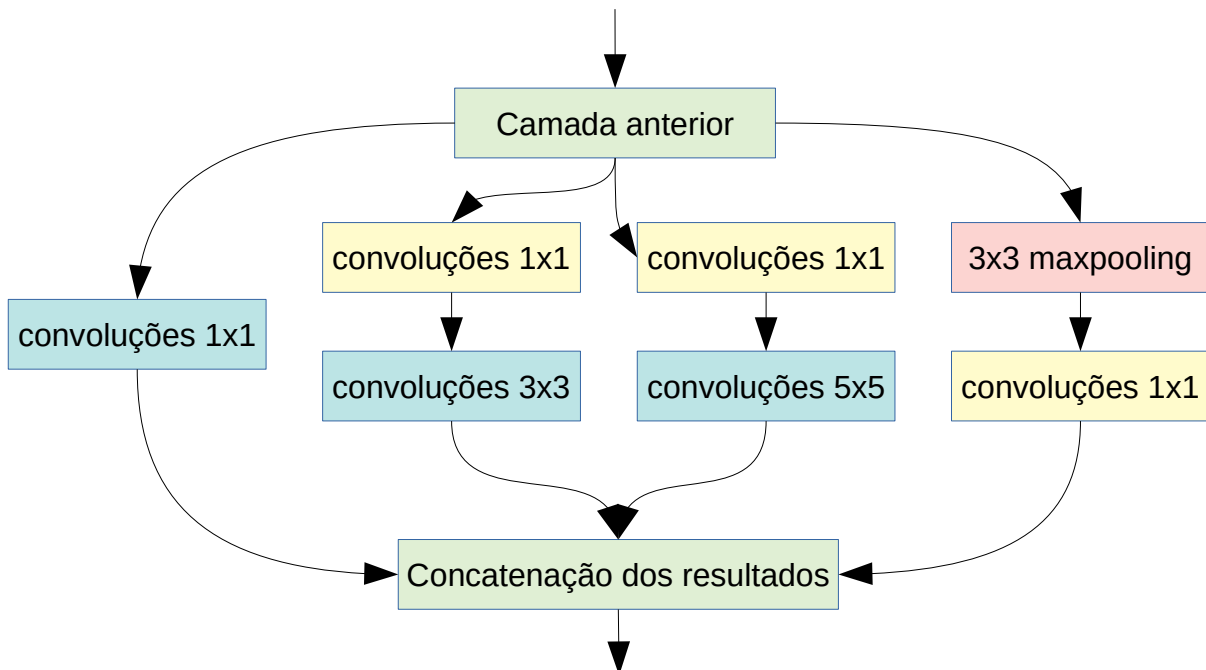 Camada anterior
convoluções 1x1
convoluções 1x1
3x3 maxpooling
convoluções 1x1
convoluções 3x3
convoluções 5x5
convoluções 1x1
Concatenação dos resultados